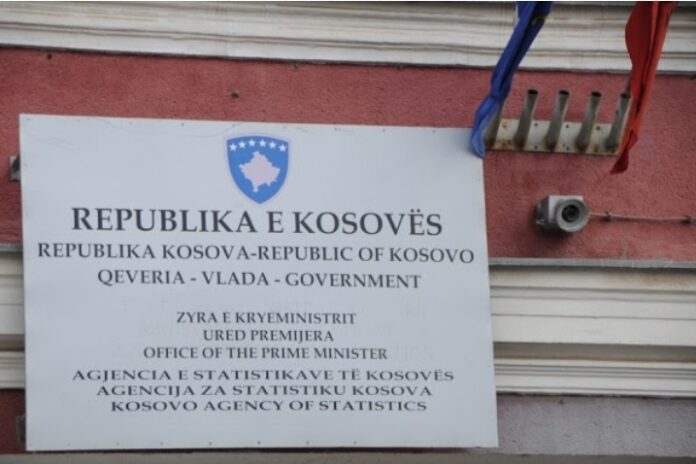 REPUBLIKA E KOSOVËS
REPUBLIKA KOSOVA-REPUBLIC OF KOSOVO
QEVERIA - VLADA - GOVERNMENT
ZYRA E KRYEMINISTRIT
URED PREMIJERA
OFFICE OF THE PRIME MINISTER
AGJENCIA E STATISTIKAVE TË KOSOVËS
AGENCIJA ZA STATISTIKU KOSOVA
KOSOVO AGENCY OF STATISTICS